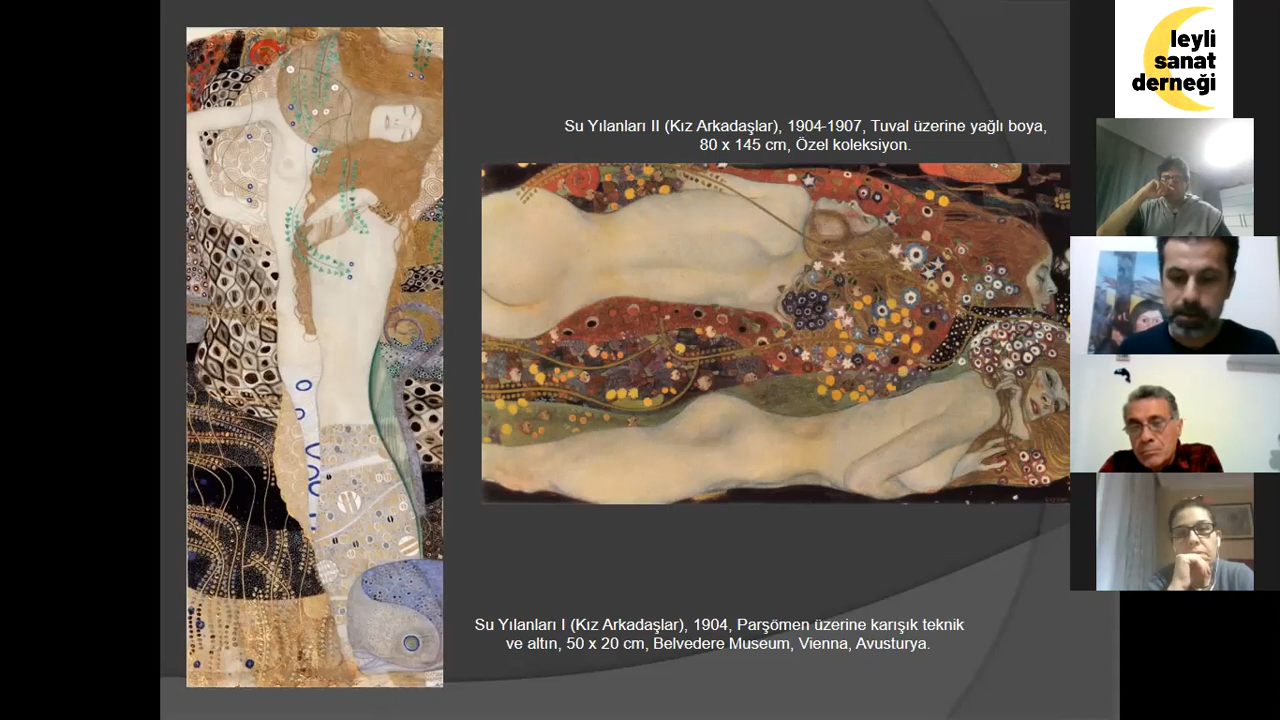 leyli
sanat
derneği
Su Yılanları II (Kız Arkadaşlar), 1904-1907, Tuval üzerine yağlı boya,
80 x 145 cm, Özel koleksiyon.
Su Yılanları I (Kız Arkadaşlar), 1904, Parşömen üzerine karışık teknik
ve altın, 50 x 20 cm, Belvedere Museum, Vienna, Avusturya.